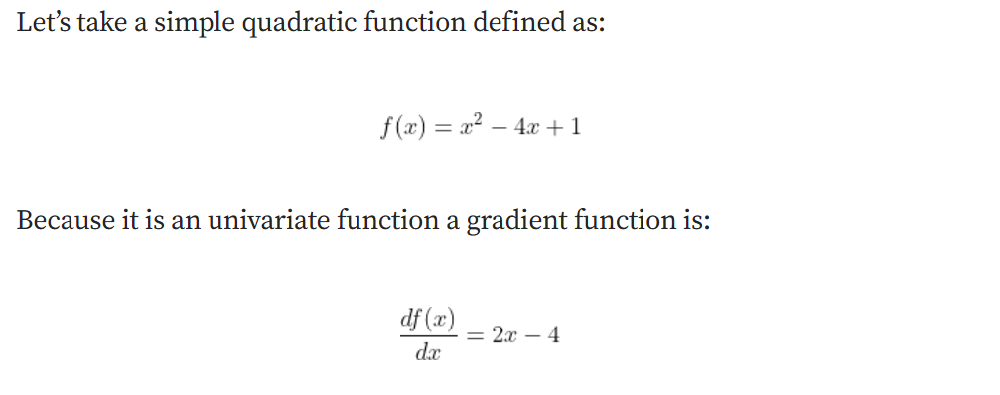 Let's take a simple quadratic function defined as:
f(x) = x² − 4x + 1
Because it is an univariate function a gradient function is:
df(x)/dx = 2x − 4